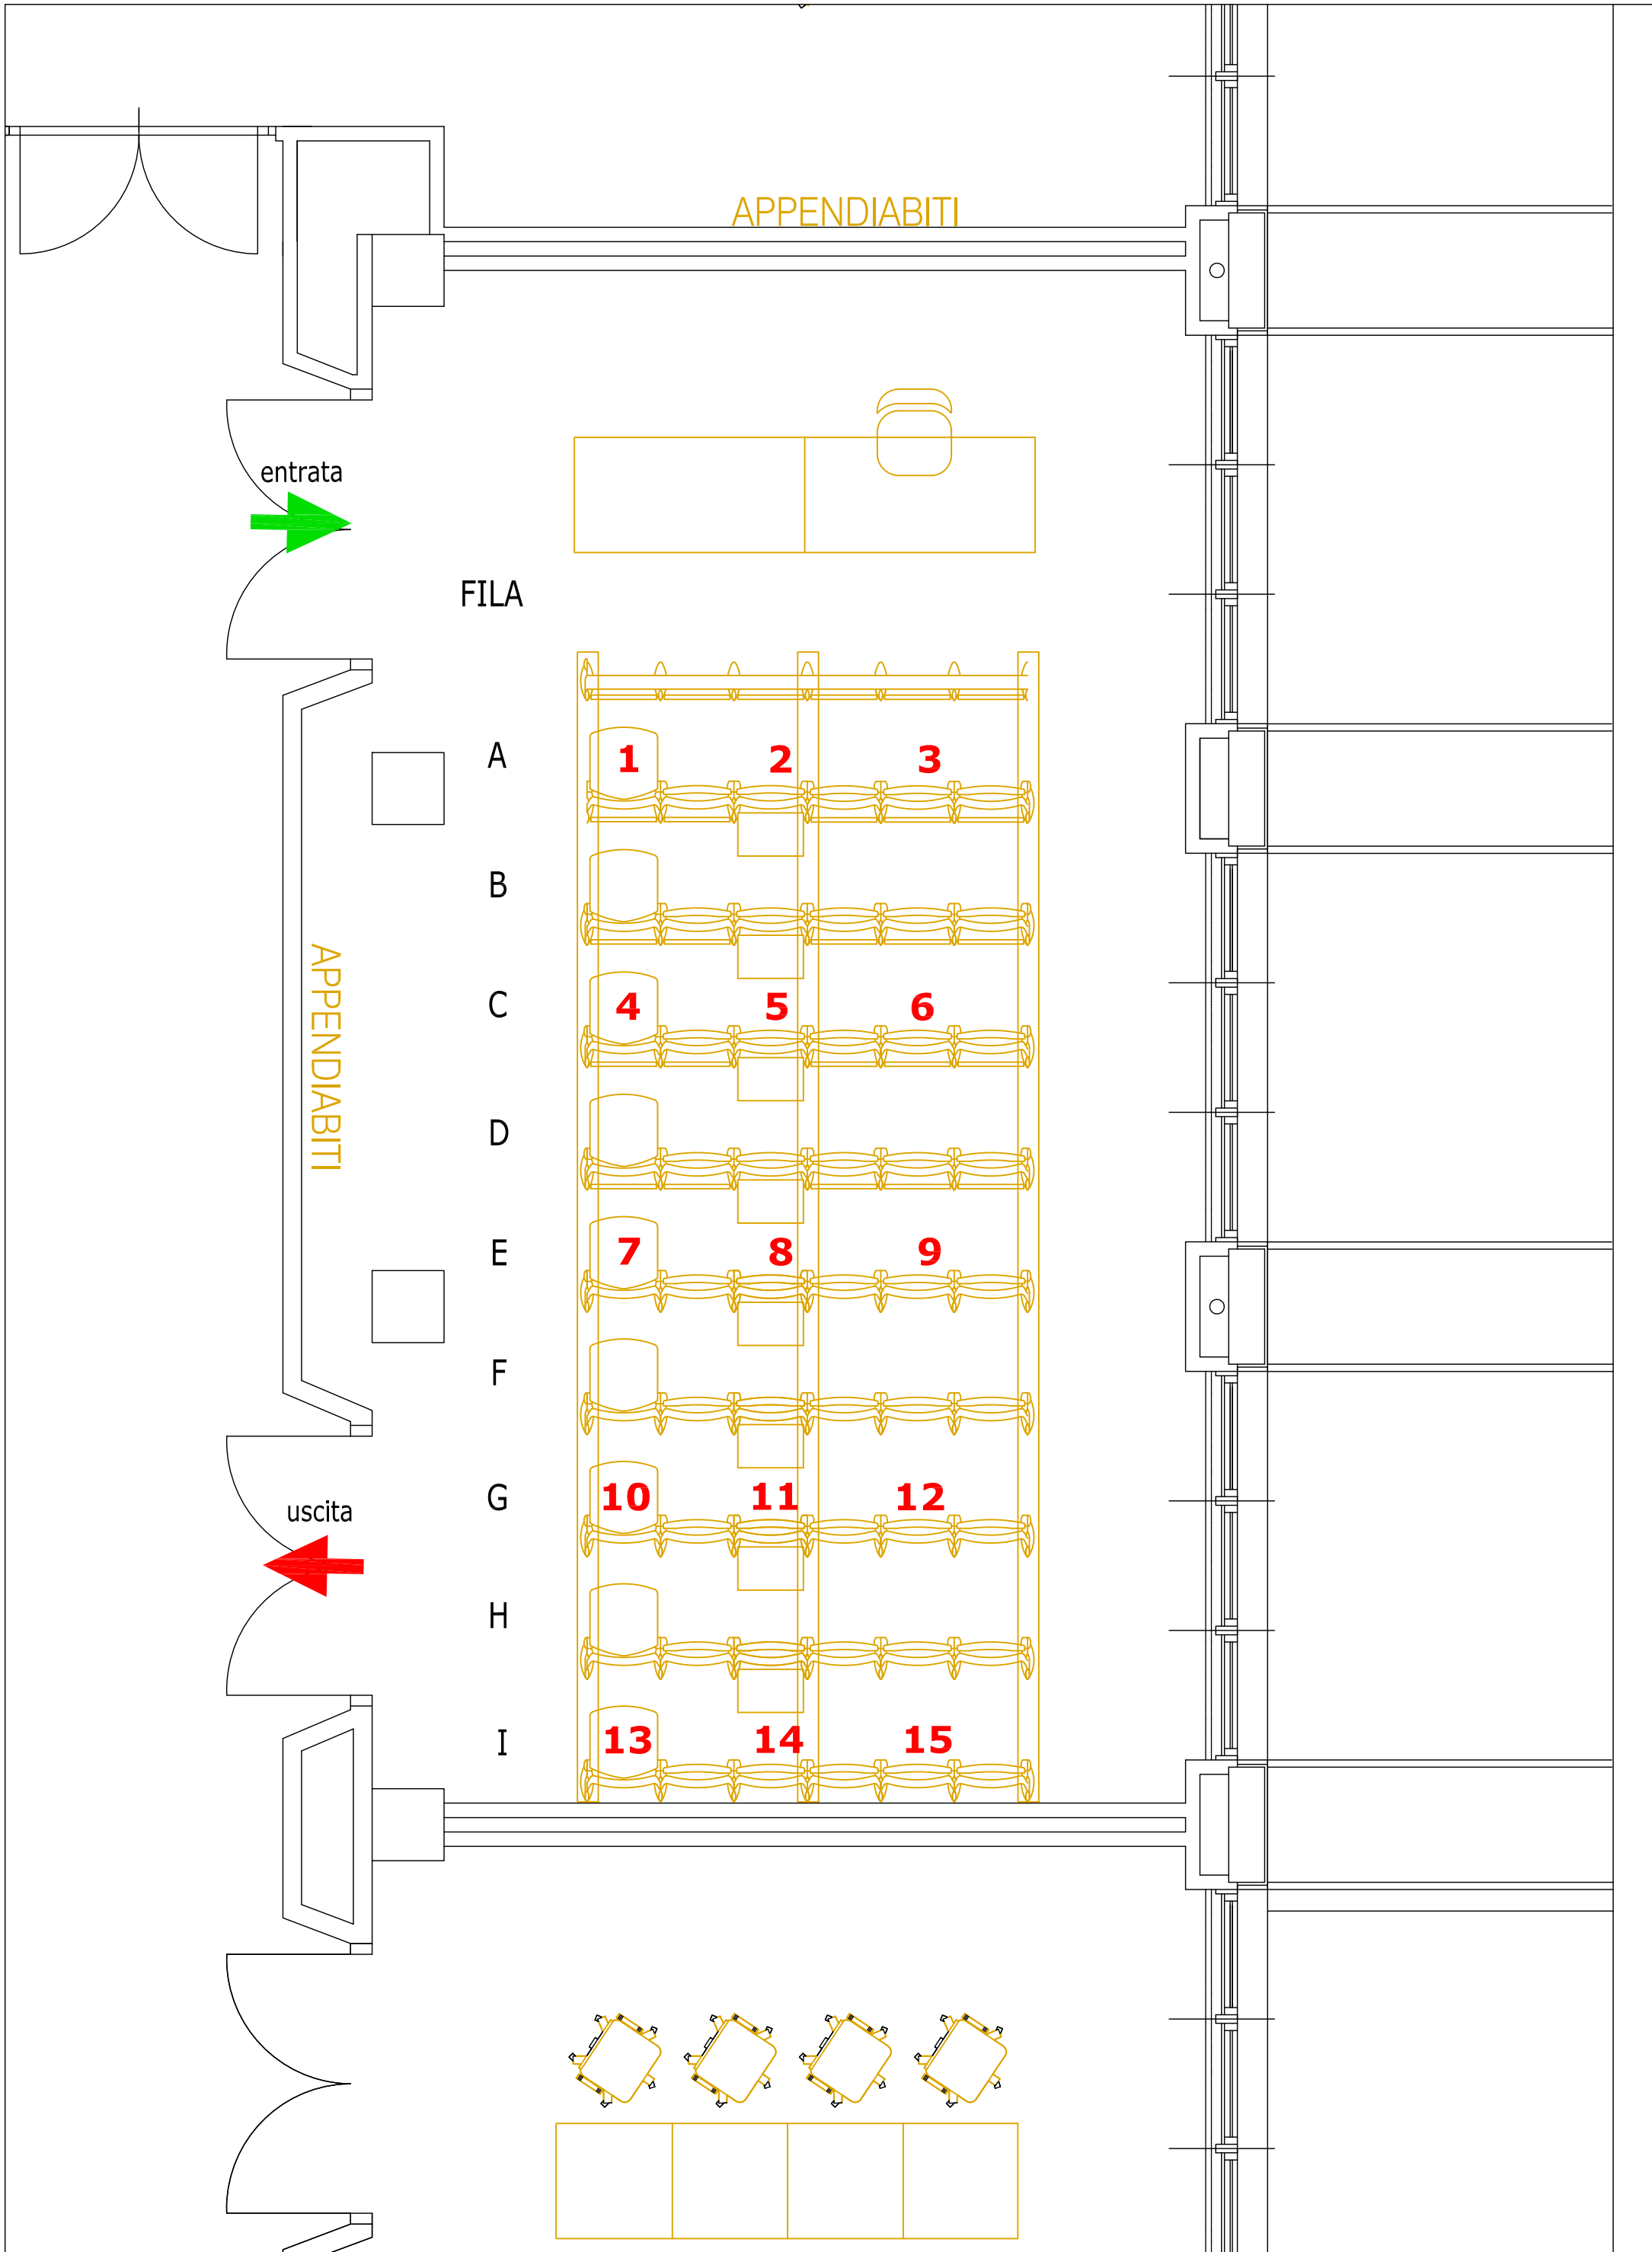 APPENDIABITI
entrata
FILA
A 1 2 3
B
C 4 5 6
APPENDIABITI
D
E 7 8 9
F
G 10 11 12
uscita
H
I 13 14 15